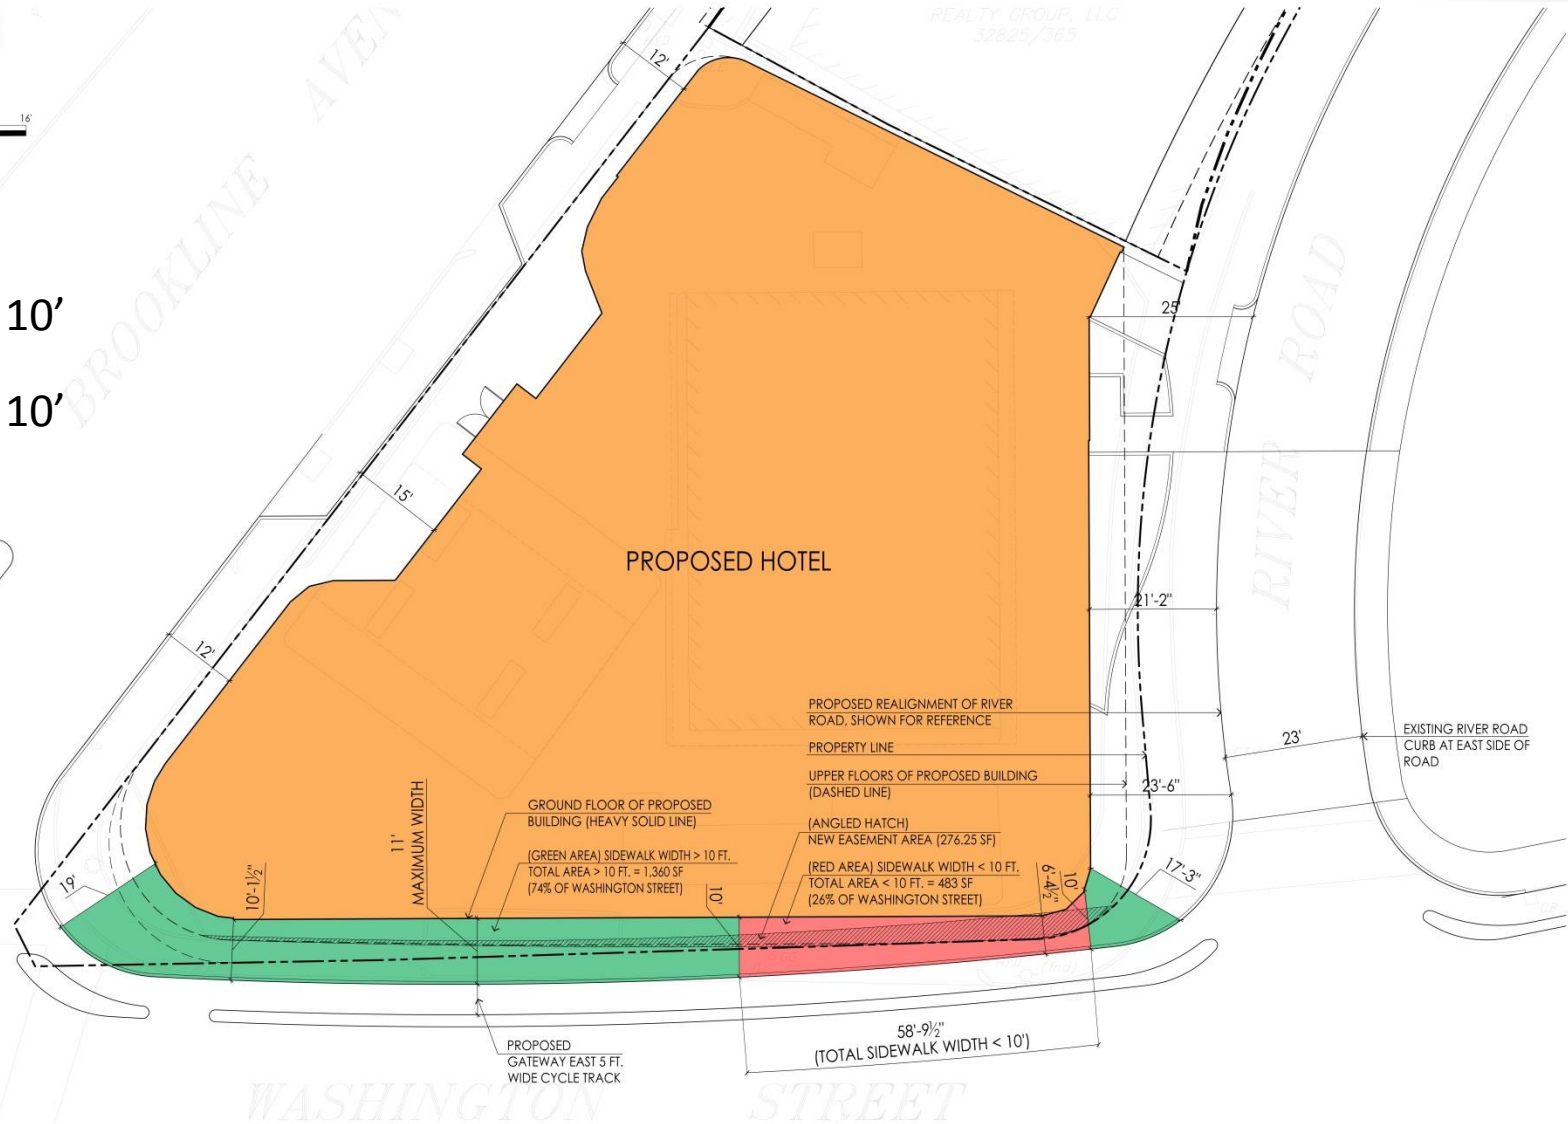 REALTY GROUP, LLC
32825/365
BROOKLINE AVEN
16'
12'
10’
10’
25'
RIVER ROAD
15'
PROPOSED HOTEL
21'-2"
12'
PROPOSED REALIGNMENT OF RIVER
ROAD, SHOWN FOR REFERENCE
PROPERTY LINE
UPPER FLOORS OF PROPOSED BUILDING
(DASHED LINE)
23'
EXISTING RIVER ROAD
CURB AT EAST SIDE OF
ROAD
23'-6"
11'
MAXIMUM WIDTH
GROUND FLOOR OF PROPOSED
BUILDING (HEAVY SOLID LINE)
(GREEN AREA) SIDEWALK WIDTH > 10 FT.
TOTAL AREA > 10 FT. = 1,360 SF
(74% OF WASHINGTON STREET)
(ANGLED HATCH)
NEW EASEMENT AREA (276.25 SF)
(RED AREA) SIDEWALK WIDTH < 10 FT.
TOTAL AREA < 10 FT. = 483 SF
(26% OF WASHINGTON STREET)
19'
10'-1½"
10'
6'-4½"
10'
17'-3"
58'-9½"
(TOTAL SIDEWALK WIDTH < 10')
PROPOSED
GATEWAY EAST 5 FT.
WIDE CYCLE TRACK
WASHINGTON STREET